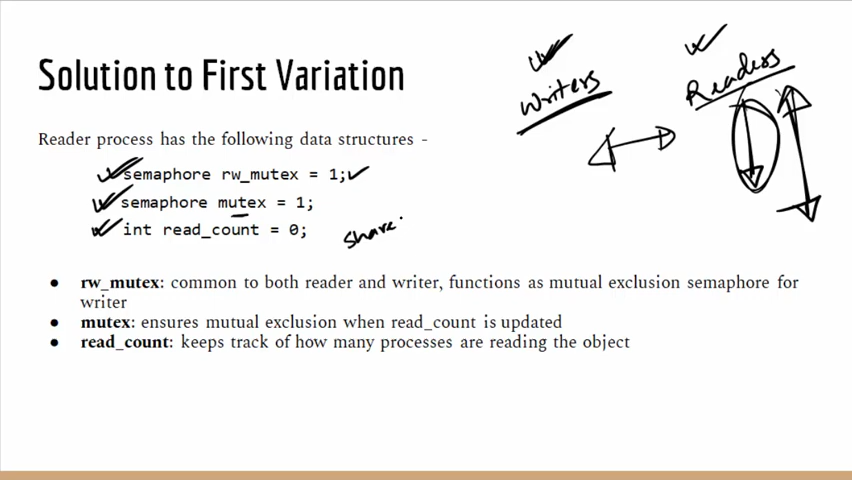 Solution to First Variation
Writers
Readers
Reader process has the following data structures -
semaphore rw_mutex = 1;
semaphore mutex = 1;
int read_count = 0;
share
● rw_mutex: common to both reader and writer, functions as mutual exclusion semaphore for
writer
● mutex: ensures mutual exclusion when read_count is updated
● read_count: keeps track of how many processes are reading the object